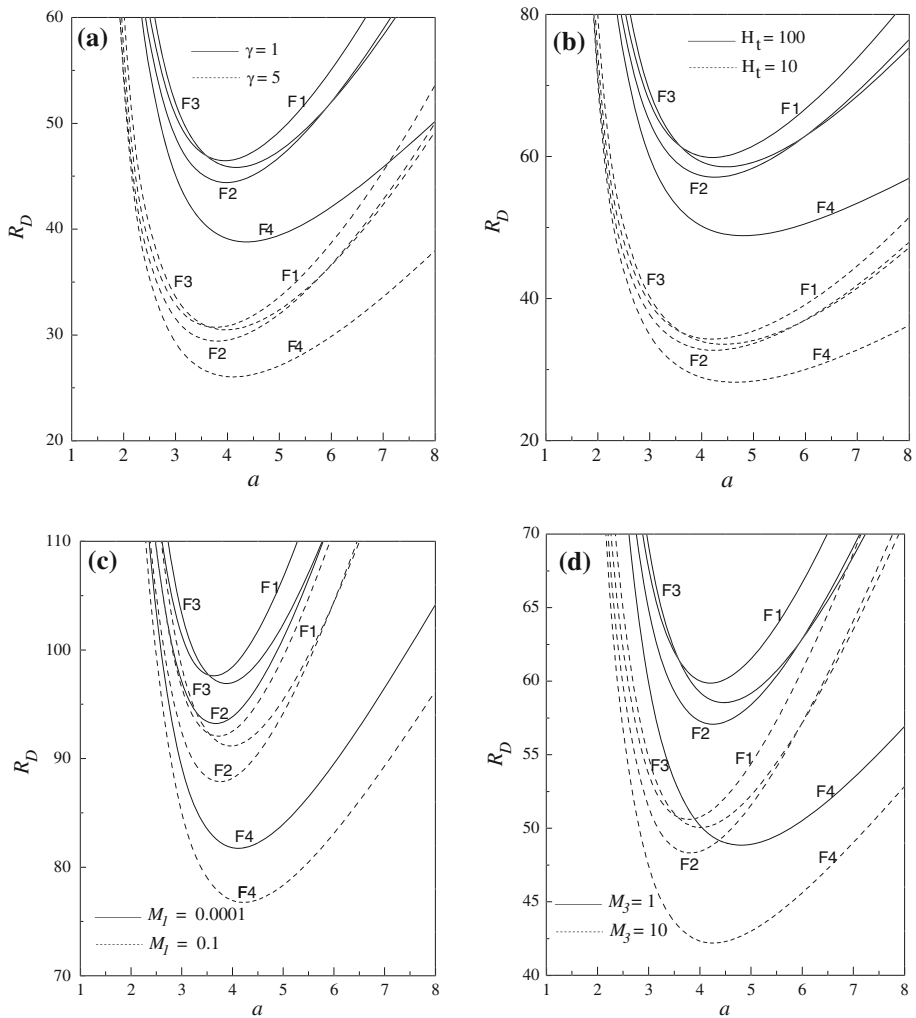 (a)
γ = 1
γ = 5
60
50
40
30
20
R_D
F3
F1
F2
F4
F3
F1
F2
F4
1 2 3 4 5 6 7 8
a
(b)
H_t = 100
H_t = 10
80
60
40
20
R_D
F3
F1
F2
F4
F3
F1
F2
F4
1 2 3 4 5 6 7 8
a
(c)
110
100
90
80
70
R_D
F3
F1
F1
F3
F2
F2
F4
F4
M_1 = 0.0001
M_1 = 0.1
1 2 3 4 5 6 7 8
a
(d)
70
65
60
55
50
45
40
R_D
F3
F1
F2
F3
F1
F4
F2
F4
M_3 = 1
M_3 = 10
1 2 3 4 5 6 7 8
a